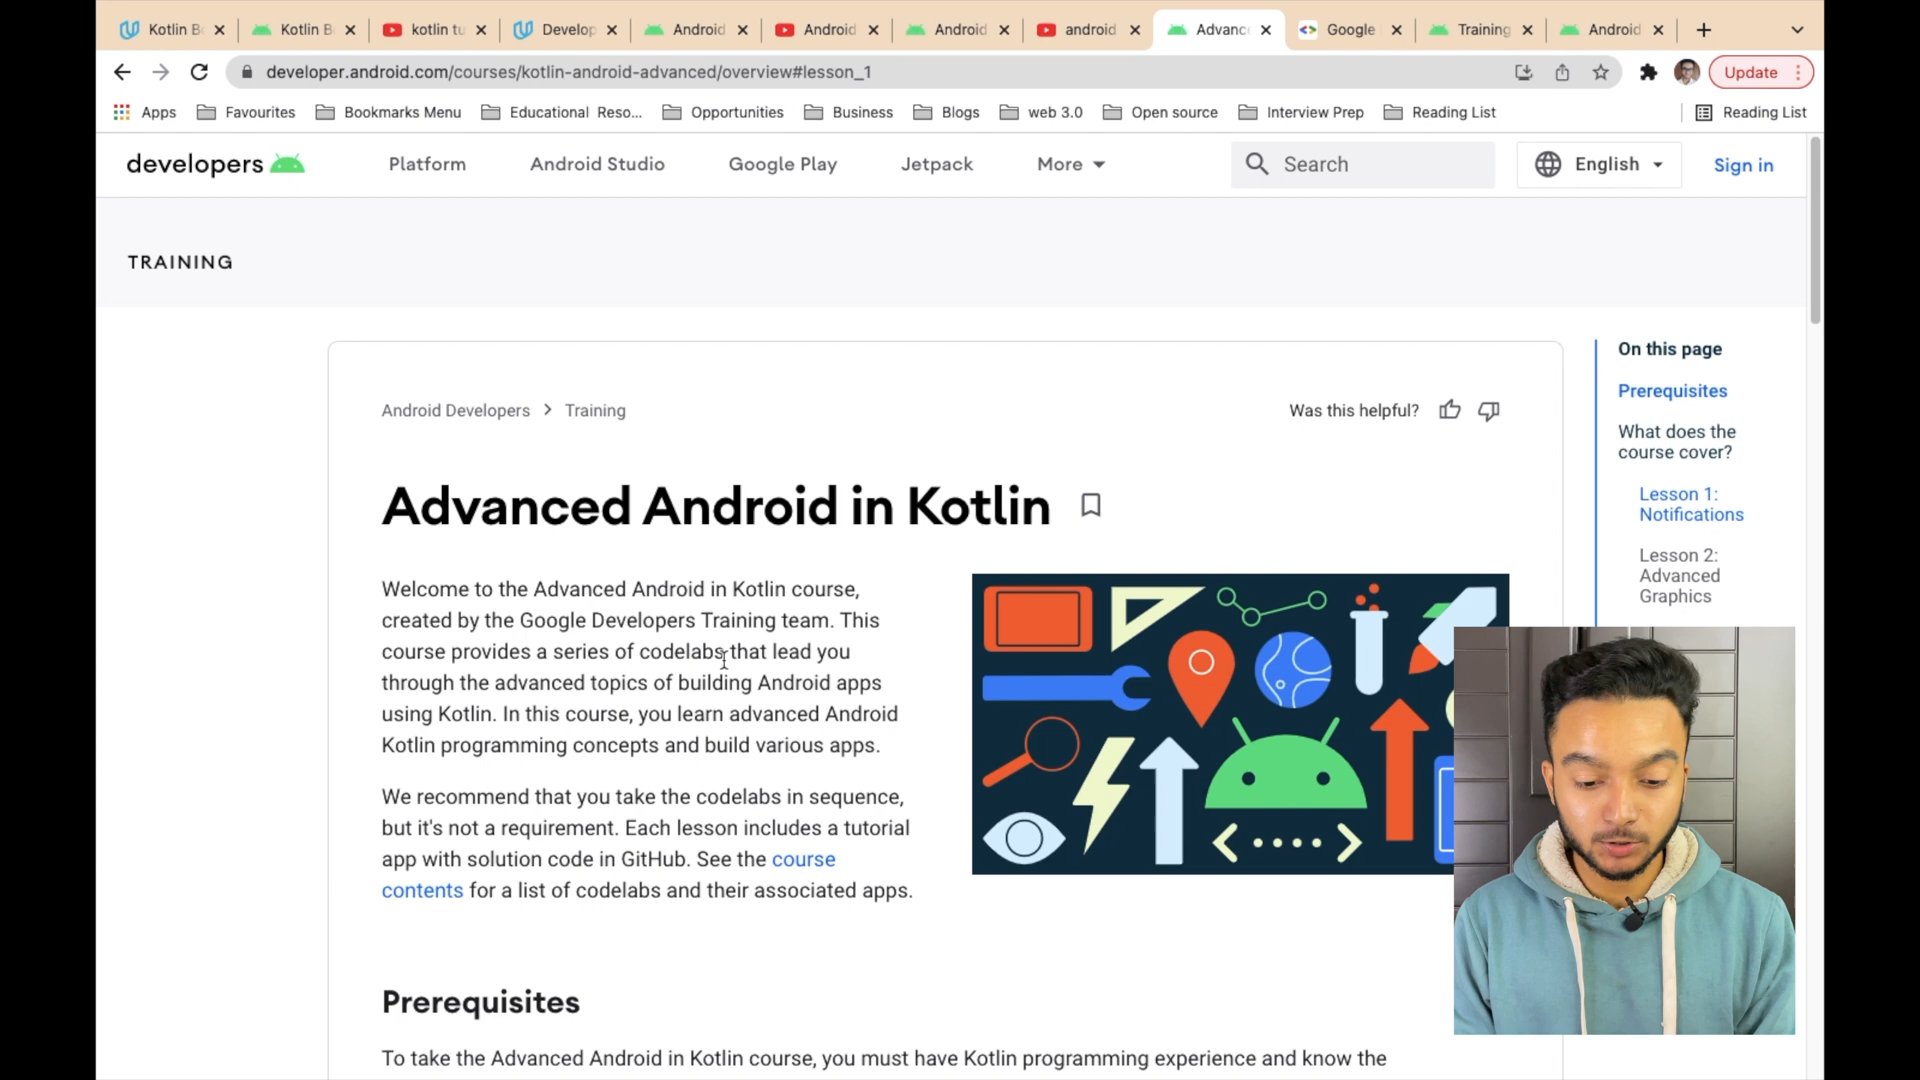 Kotlin B
Kotlin B
kotlin tu
Develop
Android
Android
Android
android
Advanc
Google
Training
Android
developer.android.com/courses/kotlin-android-advanced/overview#lesson_1
Update
Apps
Favourites
Bookmarks Menu
Educational Reso...
Opportunities
Business
Blogs
web 3.0
Open source
Interview Prep
Reading List
Reading List
developers
Platform
Android Studio
Google Play
Jetpack
More
Search
English
Sign in
TRAINING
Android Developers > Training
Was this helpful?
Advanced Android in Kotlin
Welcome to the Advanced Android in Kotlin course,
created by the Google Developers Training team. This
course provides a series of codelabs that lead you
through the advanced topics of building Android apps
using Kotlin. In this course, you learn advanced Android
Kotlin programming concepts and build various apps.
We recommend that you take the codelabs in sequence,
but it's not a requirement. Each lesson includes a tutorial
app with solution code in GitHub. See the course
contents for a list of codelabs and their associated apps.
Prerequisites
To take the Advanced Android in Kotlin course, you must have Kotlin programming experience and know the
On this page
Prerequisites
What does the
course cover?
Lesson 1:
Notifications
Lesson 2:
Advanced
Graphics